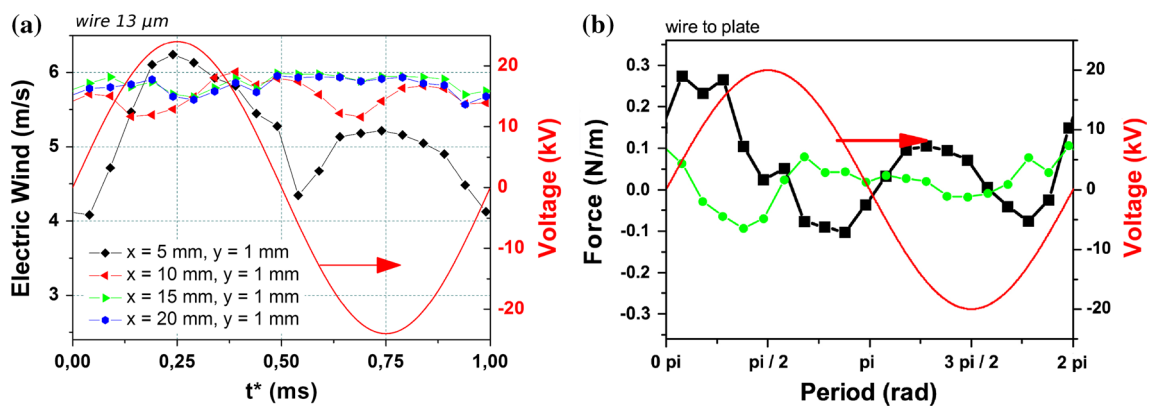 (a)
wire 13 µm
Electric Wind (m/s)
6
5
4
3
x = 5 mm, y = 1 mm
x = 10 mm, y = 1 mm
x = 15 mm, y = 1 mm
x = 20 mm, y = 1 mm
20
10
0
-10
-20
Voltage (kV)
0,00
0,25
0,50
0,75
1,00
t* (ms)
(b)
wire to plate
Force (N/m)
0.3
0.2
0.1
0.0
-0.1
-0.2
-0.3
20
10
0
-10
-20
Voltage (kV)
0 pi
pi / 2
pi
3 pi / 2
2 pi
Period (rad)